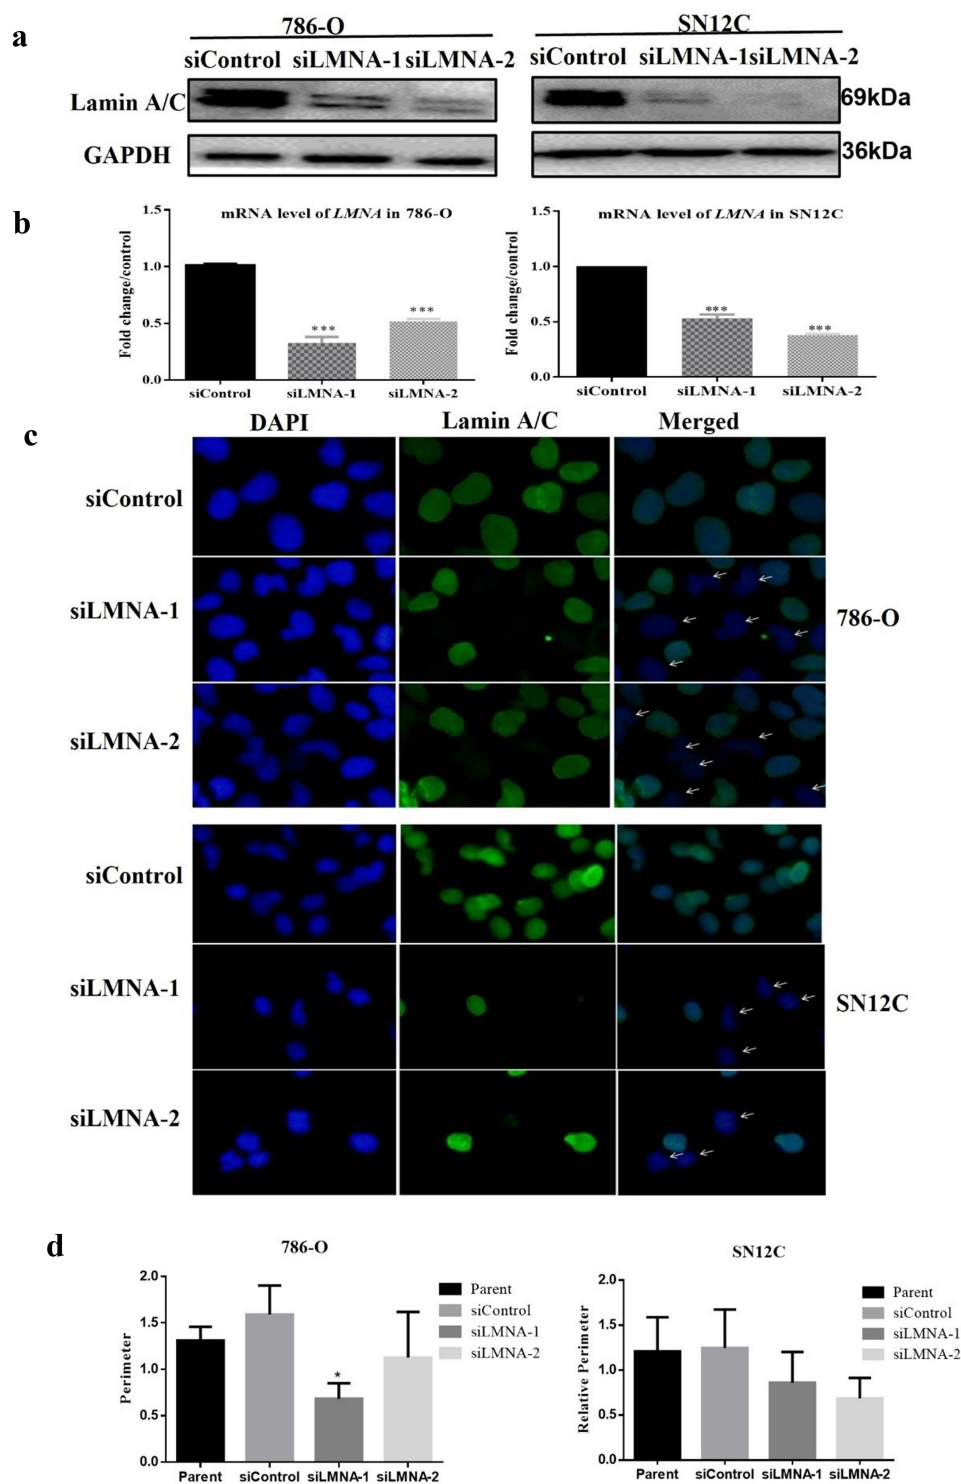 a
786-O
SN12C
siControl siLMNA-1 siLMNA-2
siControl siLMNA-1 siLMNA-2
Lamin A/C
69kDa
GAPDH
36kDa
b
mRNA level of LMNA in 786-O
Fold change/control
1.5
1.0
0.5
0.0
***
***
siControl siLMNA-1 siLMNA-2
mRNA level of LMNA in SN12C
Fold change/control
1.5
1.0
0.5
0.0
***
***
siControl siLMNA-1 siLMNA-2
c
DAPI Lamin A/C Merged
siControl
siLMNA-1
786-O
siLMNA-2
siControl
siLMNA-1
SN12C
siLMNA-2
d
786-O
Perimeter
2.0
1.5
1.0
0.5
0.0
*
Parent
siControl
siLMNA-1
siLMNA-2
Parent siControl siLMNA-1 siLMNA-2
SN12C
Relative Perimeter
2.0
1.5
1.0
0.5
0.0
Parent
siControl
siLMNA-1
siLMNA-2
Parent siControl siLMNA-1 siLMNA-2